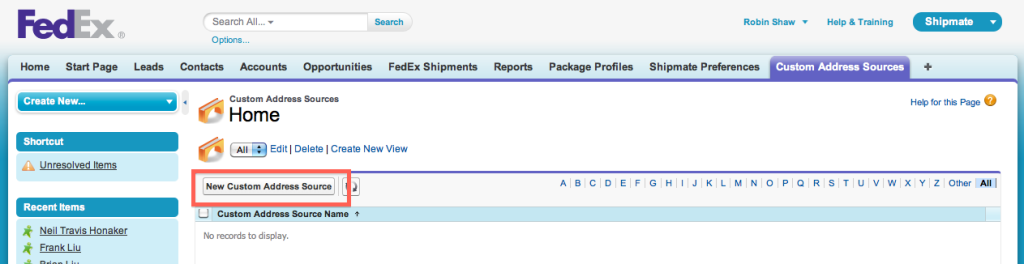 FedEx®
Search All...
Search
Options...
Robin Shaw
Help & Training
Shipmate
Home Start Page Leads Contacts Accounts Opportunities FedEx Shipments Reports Package Profiles Shipmate Preferences Custom Address Sources +
Create New...
Shortcut
Unresolved Items
Recent Items
Neil Travis Honaker
Frank Liu
Brian Liu
Custom Address Sources
Home
Help for this Page ?
All Edit | Delete | Create New View
New Custom Address Source
A | B | C | D | E | F | G | H | I | J | K | L | M | N | O | P | Q | R | S | T | U | V | W | X | Y | Z | Other | All
Custom Address Source Name ↑
No records to display.